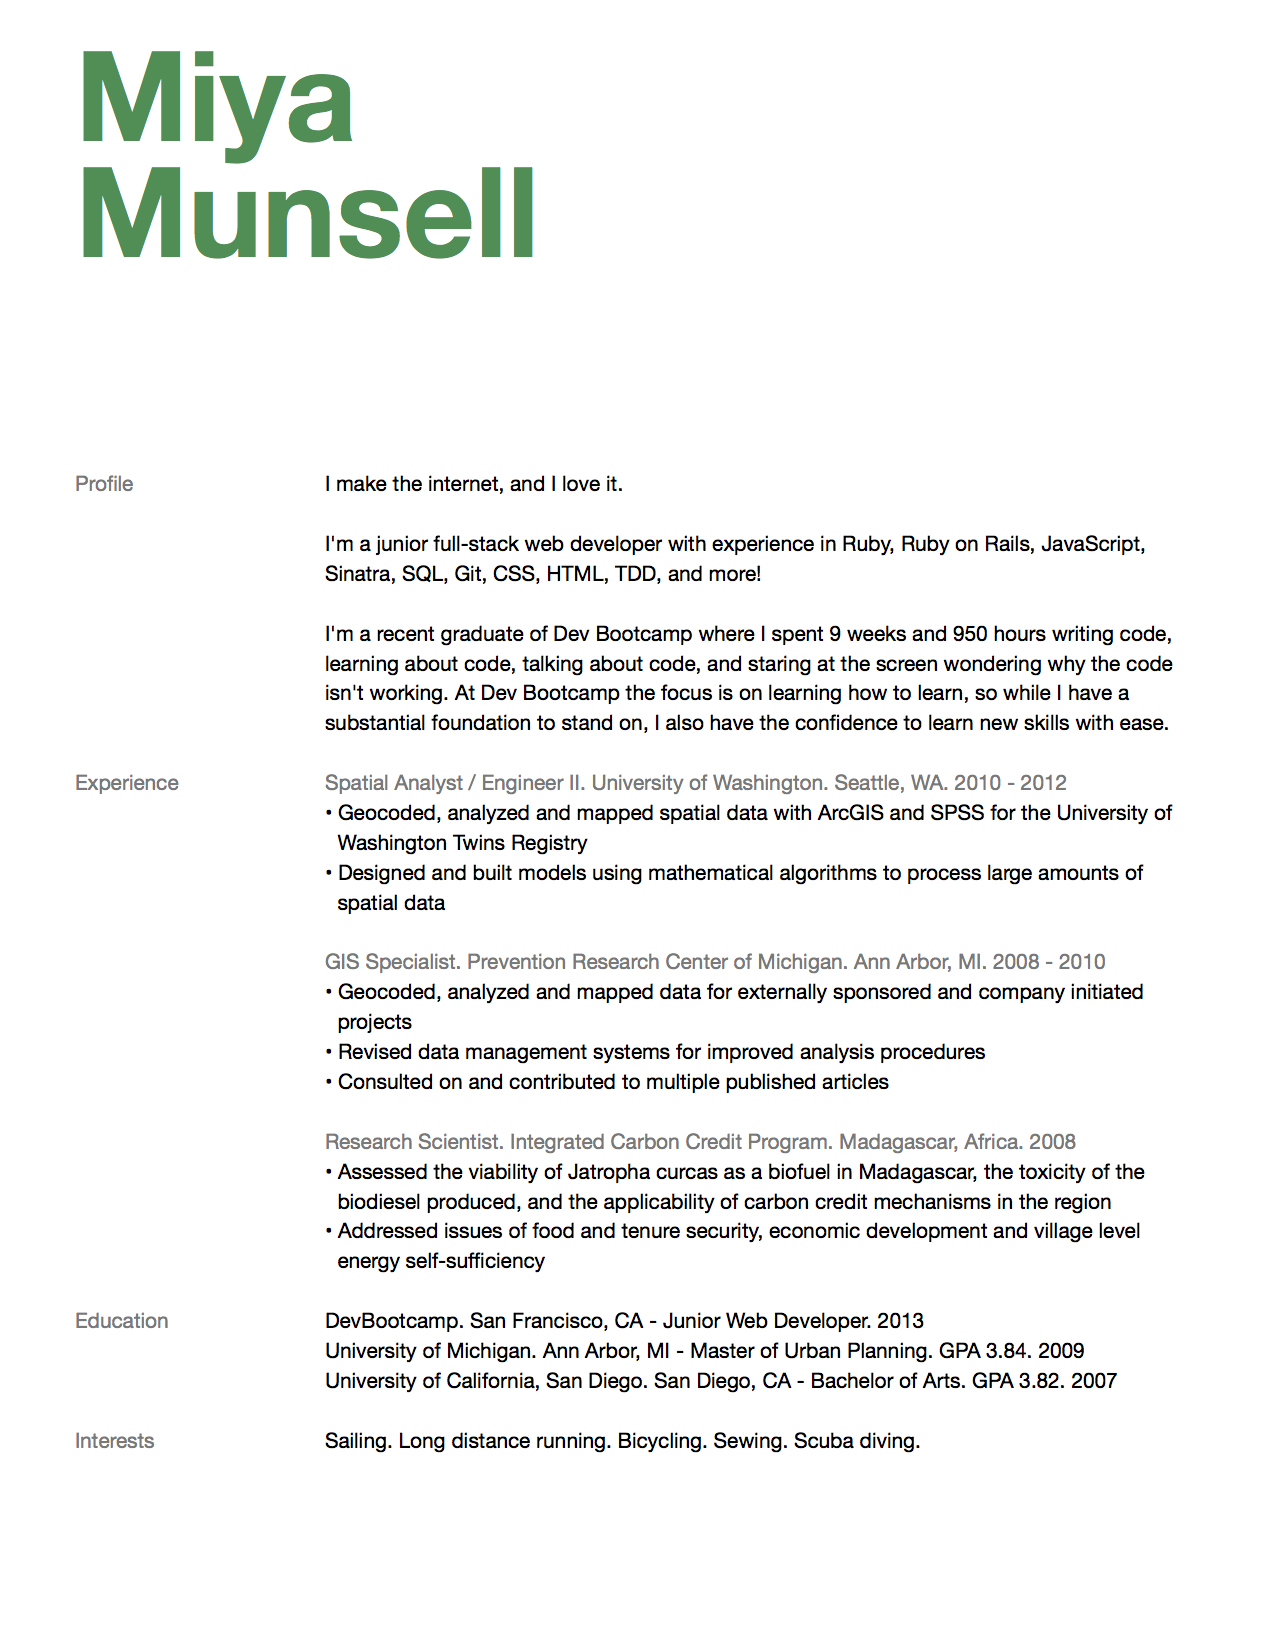 Miya
Munsell
Profile
I make the internet, and I love it.
I'm a junior full-stack web developer with experience in Ruby, Ruby on Rails, JavaScript,
Sinatra, SQL, Git, CSS, HTML, TDD, and more!
I'm a recent graduate of Dev Bootcamp where I spent 9 weeks and 950 hours writing code,
learning about code, talking about code, and staring at the screen wondering why the code
isn't working. At Dev Bootcamp the focus is on learning how to learn, so while I have a
substantial foundation to stand on, I also have the confidence to learn new skills with ease.
Experience
Spatial Analyst / Engineer II. University of Washington. Seattle, WA. 2010 - 2012
• Geocoded, analyzed and mapped spatial data with ArcGIS and SPSS for the University of
Washington Twins Registry
• Designed and built models using mathematical algorithms to process large amounts of
spatial data
GIS Specialist. Prevention Research Center of Michigan. Ann Arbor, MI. 2008 - 2010
• Geocoded, analyzed and mapped data for externally sponsored and company initiated
projects
• Revised data management systems for improved analysis procedures
• Consulted on and contributed to multiple published articles
Research Scientist. Integrated Carbon Credit Program. Madagascar, Africa. 2008
• Assessed the viability of Jatropha curcas as a biofuel in Madagascar, the toxicity of the
biodiesel produced, and the applicability of carbon credit mechanisms in the region
• Addressed issues of food and tenure security, economic development and village level
energy self-sufficiency
Education
DevBootcamp. San Francisco, CA - Junior Web Developer. 2013
University of Michigan. Ann Arbor, MI - Master of Urban Planning. GPA 3.84. 2009
University of California, San Diego. San Diego, CA - Bachelor of Arts. GPA 3.82. 2007
Interests
Sailing. Long distance running. Bicycling. Sewing. Scuba diving.